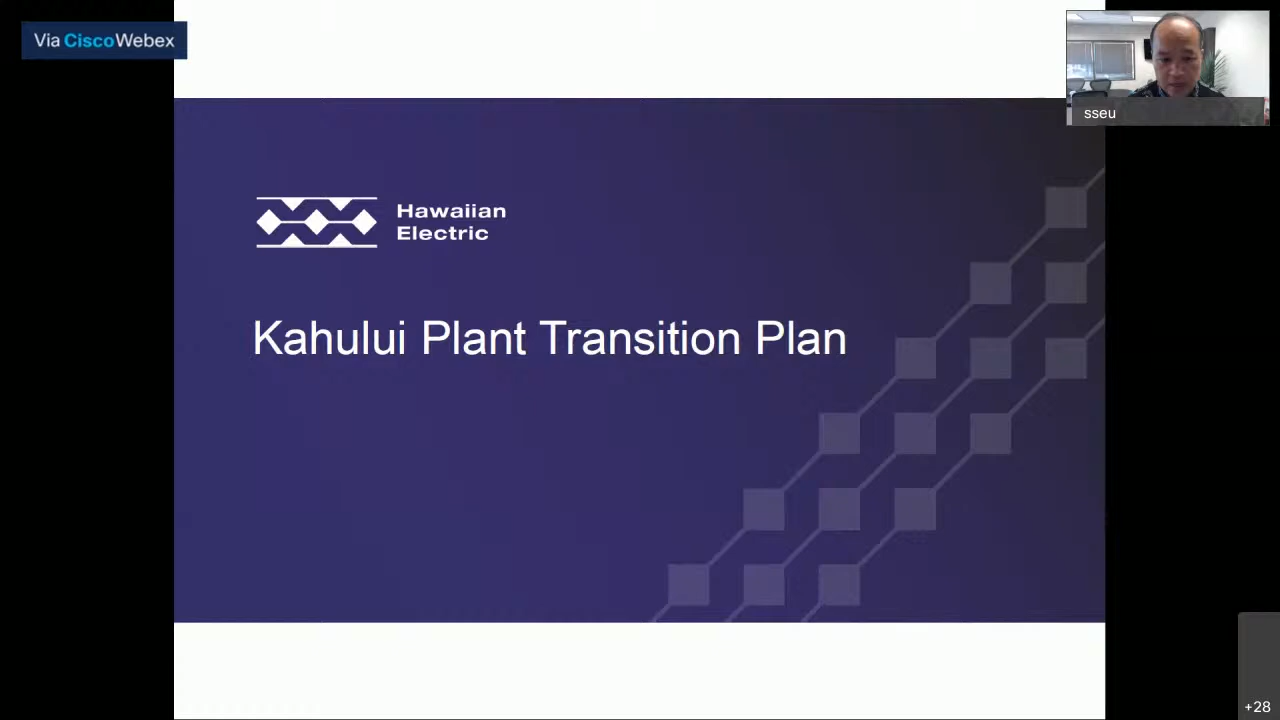 Via CiscoWebex
sseu
Hawaiian
Electric
Kahului Plant Transition Plan
+28